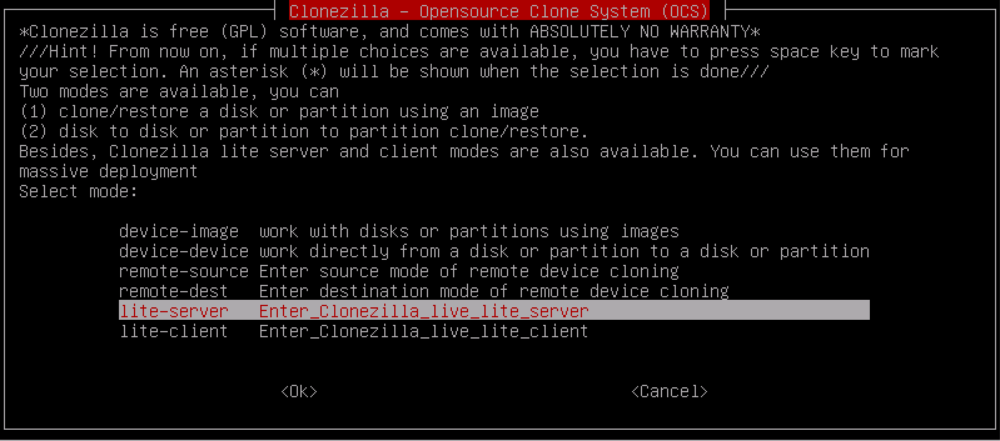 Clonezilla - Opensource Clone System (OCS)
*Clonezilla is free (GPL) software, and comes with ABSOLUTELY NO WARRANTY*
///Hint! From now on, if multiple choices are available, you have to press space key to mark
your selection. An asterisk (*) will be shown when the selection is done///
Two modes are available, you can
(1) clone/restore a disk or partition using an image
(2) disk to disk or partition to partition clone/restore.
Besides, Clonezilla lite server and client modes are also available. You can use them for
massive deployment
Select mode:
device-image work with disks or partitions using images
device-device work directly from a disk or partition to a disk or partition
remote-source Enter source mode of remote device cloning
remote-dest Enter destination mode of remote device cloning
lite-server Enter_Clonezilla_live_lite_server
lite-client Enter_Clonezilla_live_lite_client
<Ok> <Cancel>